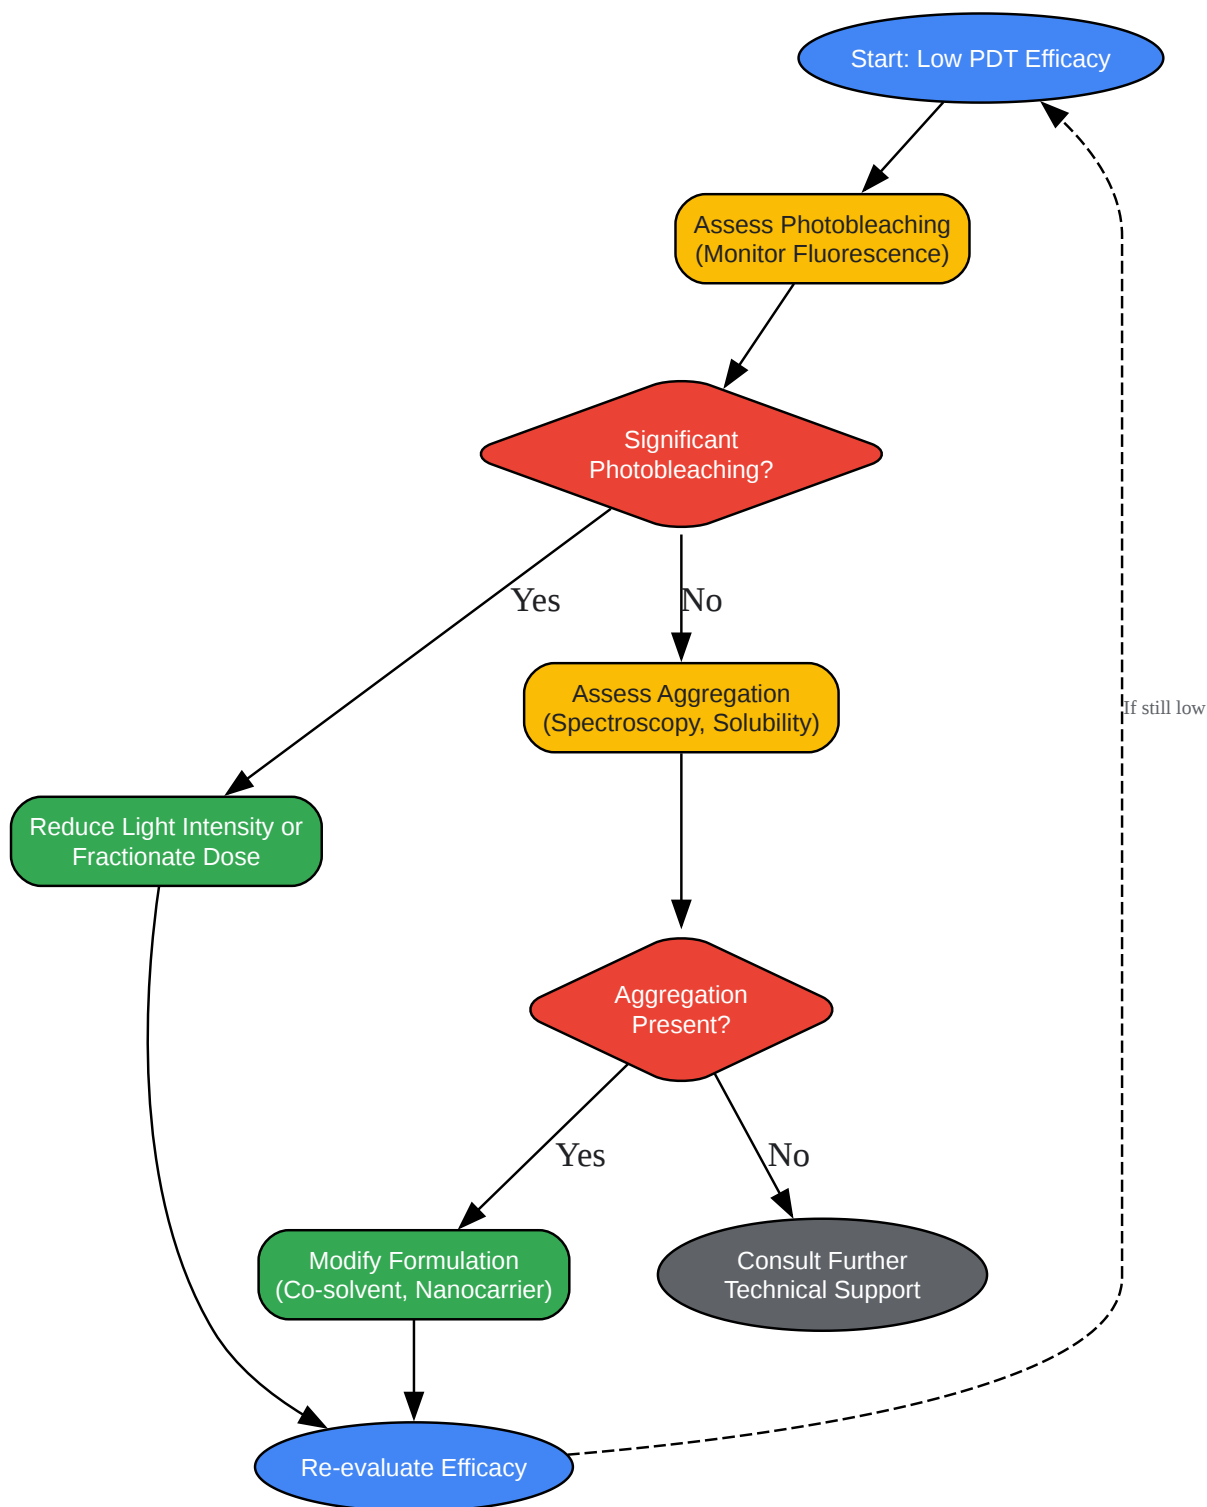 Start: Low PDT Efficacy
Assess Photobleaching
(Monitor Fluorescence)
Significant
Photobleaching?
Yes
No
Assess Aggregation
(Spectroscopy, Solubility)
If still low
Reduce Light Intensity or
Fractionate Dose
Aggregation
Present?
Yes
No
Modify Formulation
(Co-solvent, Nanocarrier)
Consult Further
Technical Support
Re-evaluate Efficacy